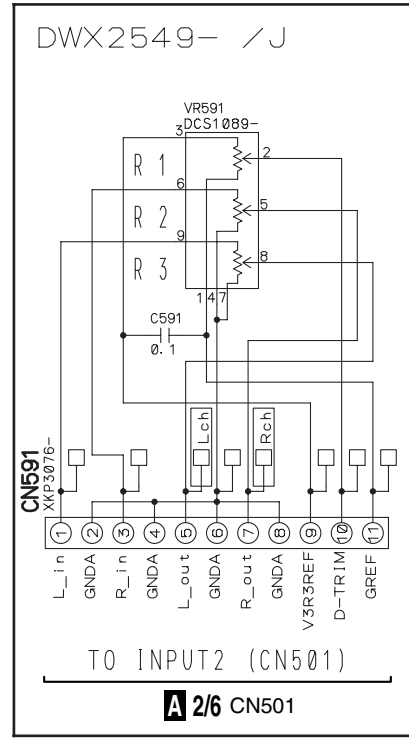 DWX2549- /J
VR591
DCS1089-
3
2
R 1
6
5
R 2
9
8
R 3
1 4 7
C591
0.1
CN591
XKP3076-
Lch
Rch
1 2 3 4 5 6 7 8 9 10 11
L_in
GNDA
R_in
GNDA
L_out
GNDA
R_out
GNDA
V3R3REF
D-TRIM
GREF
TO INPUT2 (CN501)
A 2/6 CN501